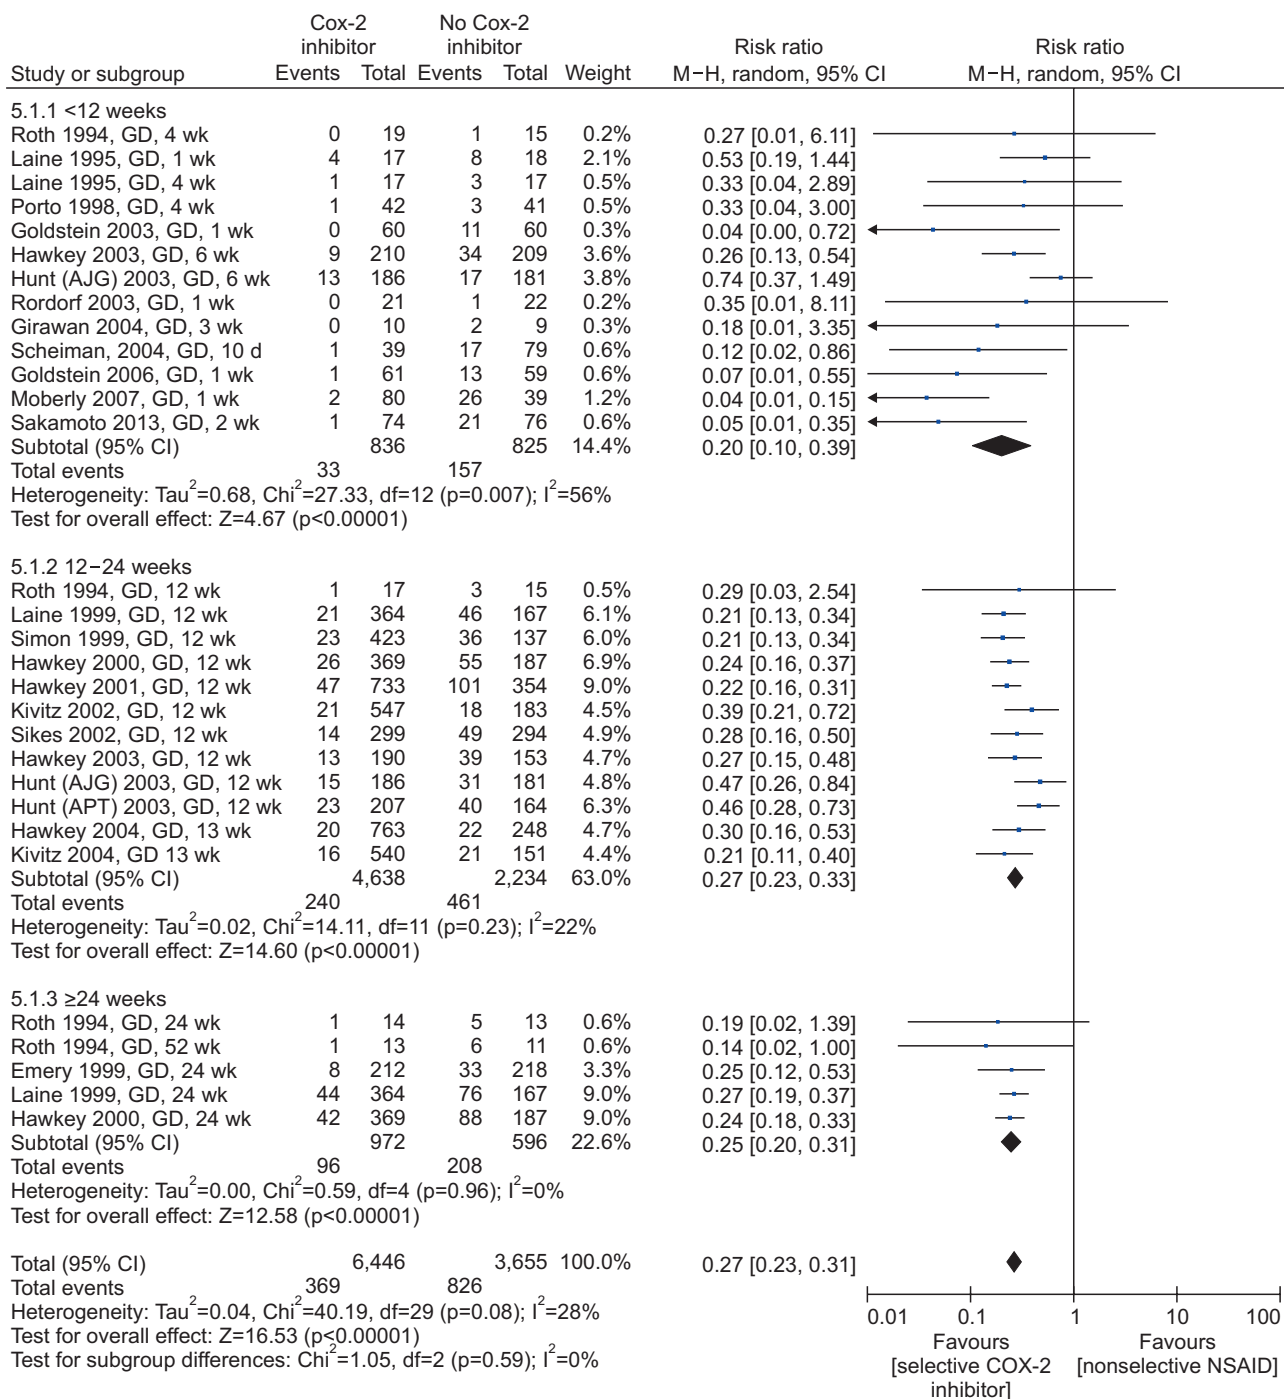 Cox-2 inhibitor No Cox-2 inhibitor Risk ratio Risk ratio
Study or subgroup Events Total Events Total Weight M−H, random, 95% CI M−H, random, 95% CI
5.1.1 <12 weeks
Roth 1994, GD, 4 wk 0 19 1 15 0.2% 0.27 [0.01, 6.11]
Laine 1995, GD, 1 wk 4 17 8 18 2.1% 0.53 [0.19, 1.44]
Laine 1995, GD, 4 wk 1 17 3 17 0.5% 0.33 [0.04, 2.89]
Porto 1998, GD, 4 wk 1 42 3 41 0.5% 0.33 [0.04, 3.00]
Goldstein 2003, GD, 1 wk 0 60 11 60 0.3% 0.04 [0.00, 0.72]
Hawkey 2003, GD, 6 wk 9 210 34 209 3.6% 0.26 [0.13, 0.54]
Hunt (AJG) 2003, GD, 6 wk 13 186 17 181 3.8% 0.74 [0.37, 1.49]
Rordorf 2003, GD, 1 wk 0 21 1 22 0.2% 0.35 [0.01, 8.11]
Girawan 2004, GD, 3 wk 0 10 2 9 0.3% 0.18 [0.01, 3.35]
Scheiman, 2004, GD, 10 d 1 39 17 79 0.6% 0.12 [0.02, 0.86]
Goldstein 2006, GD, 1 wk 1 61 13 59 0.6% 0.07 [0.01, 0.55]
Moberly 2007, GD, 1 wk 2 80 26 39 1.2% 0.04 [0.01, 0.15]
Sakamoto 2013, GD, 2 wk 1 74 21 76 0.6% 0.05 [0.01, 0.35]
Subtotal (95% CI) 836 825 14.4% 0.20 [0.10, 0.39]
Total events 33 157
Heterogeneity: Tau²=0.68, Chi²=27.33, df=12 (p=0.007); I²=56%
Test for overall effect: Z=4.67 (p<0.00001)
5.1.2 12−24 weeks
Roth 1994, GD, 12 wk 1 17 3 15 0.5% 0.29 [0.03, 2.54]
Laine 1999, GD, 12 wk 21 364 46 167 6.1% 0.21 [0.13, 0.34]
Simon 1999, GD, 12 wk 23 423 36 137 6.0% 0.21 [0.13, 0.34]
Hawkey 2000, GD, 12 wk 26 369 55 187 6.9% 0.24 [0.16, 0.37]
Hawkey 2001, GD, 12 wk 47 733 101 354 9.0% 0.22 [0.16, 0.31]
Kivitz 2002, GD, 12 wk 21 547 18 183 4.5% 0.39 [0.21, 0.72]
Sikes 2002, GD, 12 wk 14 299 49 294 4.9% 0.28 [0.16, 0.50]
Hawkey 2003, GD, 12 wk 13 190 39 153 4.7% 0.27 [0.15, 0.48]
Hunt (AJG) 2003, GD, 12 wk 15 186 31 181 4.8% 0.47 [0.26, 0.84]
Hunt (APT) 2003, GD, 12 wk 23 207 40 164 6.3% 0.46 [0.28, 0.73]
Hawkey 2004, GD, 13 wk 20 763 22 248 4.7% 0.30 [0.16, 0.53]
Kivitz 2004, GD 13 wk 16 540 21 151 4.4% 0.21 [0.11, 0.40]
Subtotal (95% CI) 4,638 2,234 63.0% 0.27 [0.23, 0.33]
Total events 240 461
Heterogeneity: Tau²=0.02, Chi²=14.11, df=11 (p=0.23); I²=22%
Test for overall effect: Z=14.60 (p<0.00001)
5.1.3 ≥24 weeks
Roth 1994, GD, 24 wk 1 14 5 13 0.6% 0.19 [0.02, 1.39]
Roth 1994, GD, 52 wk 1 13 6 11 0.6% 0.14 [0.02, 1.00]
Emery 1999, GD, 24 wk 8 212 33 218 3.3% 0.25 [0.12, 0.53]
Laine 1999, GD, 24 wk 44 364 76 167 9.0% 0.27 [0.19, 0.37]
Hawkey 2000, GD, 24 wk 42 369 88 187 9.0% 0.24 [0.18, 0.33]
Subtotal (95% CI) 972 596 22.6% 0.25 [0.20, 0.31]
Total events 96 208
Heterogeneity: Tau²=0.00, Chi²=0.59, df=4 (p=0.96); I²=0%
Test for overall effect: Z=12.58 (p<0.00001)
Total (95% CI) 6,446 3,655 100.0% 0.27 [0.23, 0.31]
Total events 369 826
Heterogeneity: Tau²=0.04, Chi²=40.19, df=29 (p=0.08); I²=28%
Test for overall effect: Z=16.53 (p<0.00001)
Test for subgroup differences: Chi²=1.05, df=2 (p=0.59); I²=0%
0.01 0.1 1 10 100
Favours Favours
[selective COX-2 [nonselective NSAID]
inhibitor]